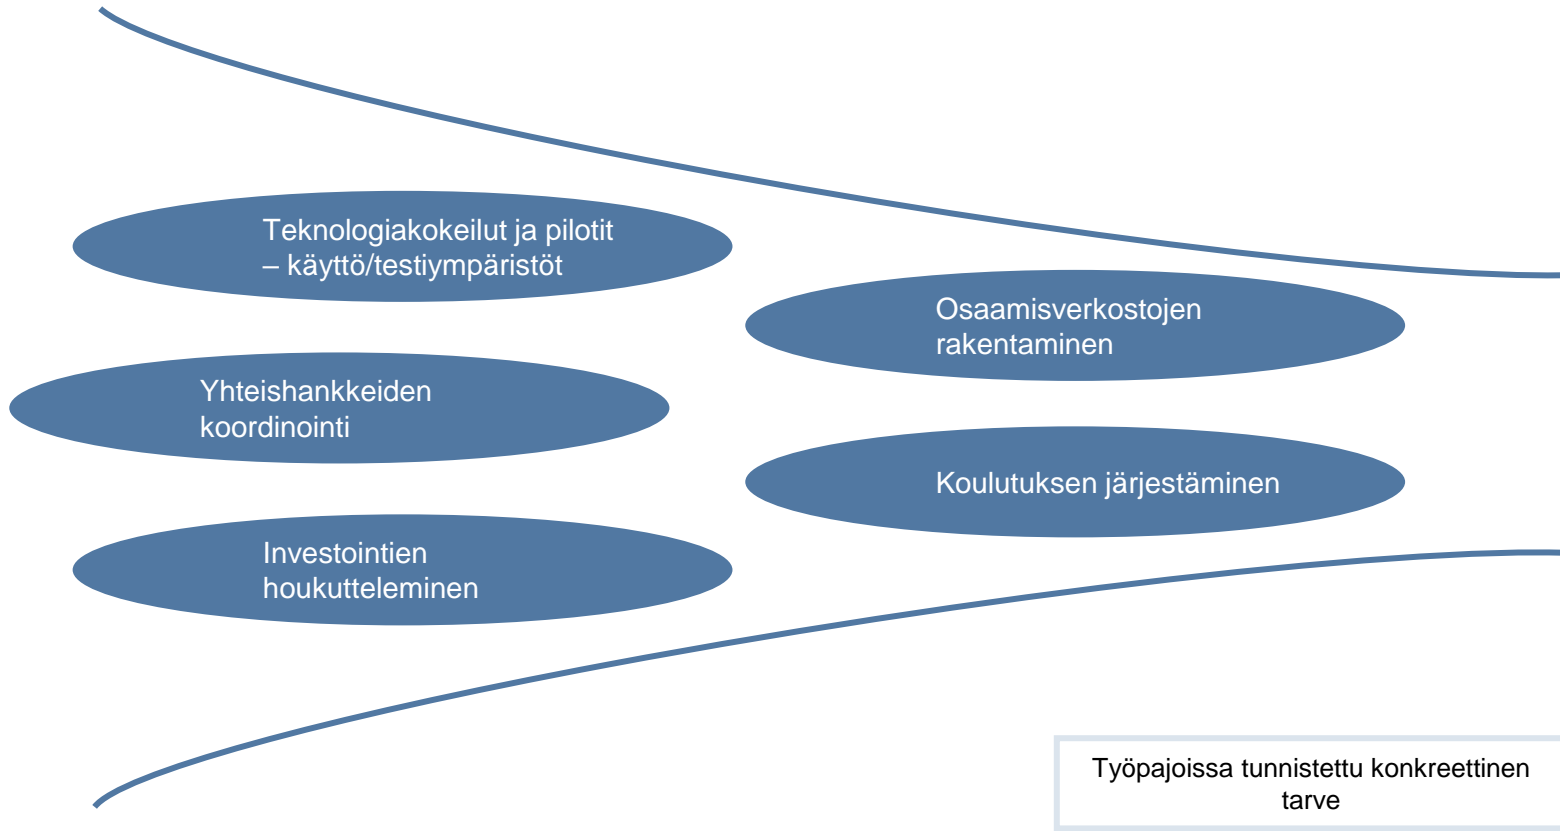 Teknologiakokeilut ja pilotit
– käyttö/testiympäristöt
Osaamisverkostojen
rakentaminen
Yhteishankkeiden
koordinointi
Koulutuksen järjestäminen
Investointien
houkutteleminen
Työpajoissa tunnistettu konkreettinen
tarve